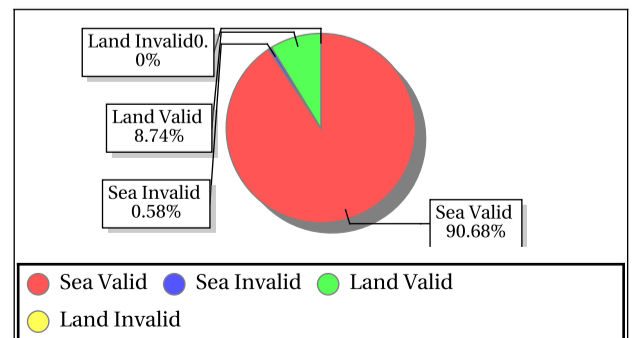 Land Invalid0.
0%
Land Valid
8.74%
Sea Invalid
0.58%
Sea Valid
90.68%
Sea Valid
Sea Invalid
Land Valid
Land Invalid